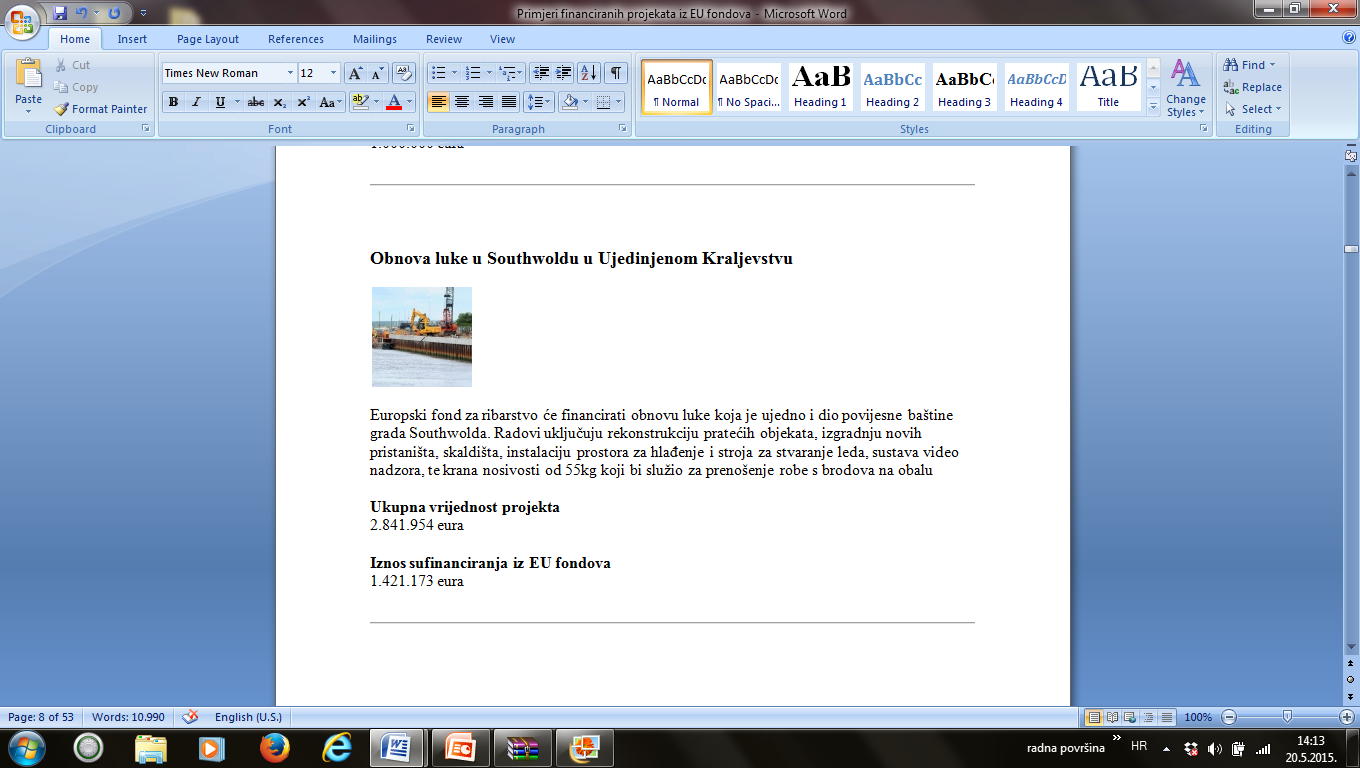 Primjeri financiranih projekata iz EU fondova - Microsoft Word
Home Insert Page Layout References Mailings Review View
Paste
Cut
Copy
Format Painter
Clipboard
Times New Roman 12
B I U abc x₂ x² Aa
Font
Paragraph
AaBbCcDc AaBbCcDc AaB AaBbCc AaBbCc AaBbCcD AaB
¶ Normal ¶ No Spaci... Heading 1 Heading 2 Heading 3 Heading 4 Title
Change Styles
Styles
Find
Replace
Select
Editing
Obnova luke u Southwoldu u Ujedinjenom Kraljevstvu
Europski fond za ribarstvo će financirati obnovu luke koja je ujedno i dio povijesne baštine
grada Southwolda. Radovi uključuju rekonstrukciju pratećih objekata, izgradnju novih
pristaništa, skaldišta, instalaciju prostora za hlađenje i stroja za stvaranje leda, sustava video
nadzora, te krana nosivosti od 55kg koji bi služio za prenošenje robe s brodova na obalu
Ukupna vrijednost projekta
2.841.954 eura
Iznos sufinanciranja iz EU fondova
1.421.173 eura
Page: 8 of 53 Words: 10.990 English (U.S.) 100%
radna površina HR 14:13
20.5.2015.